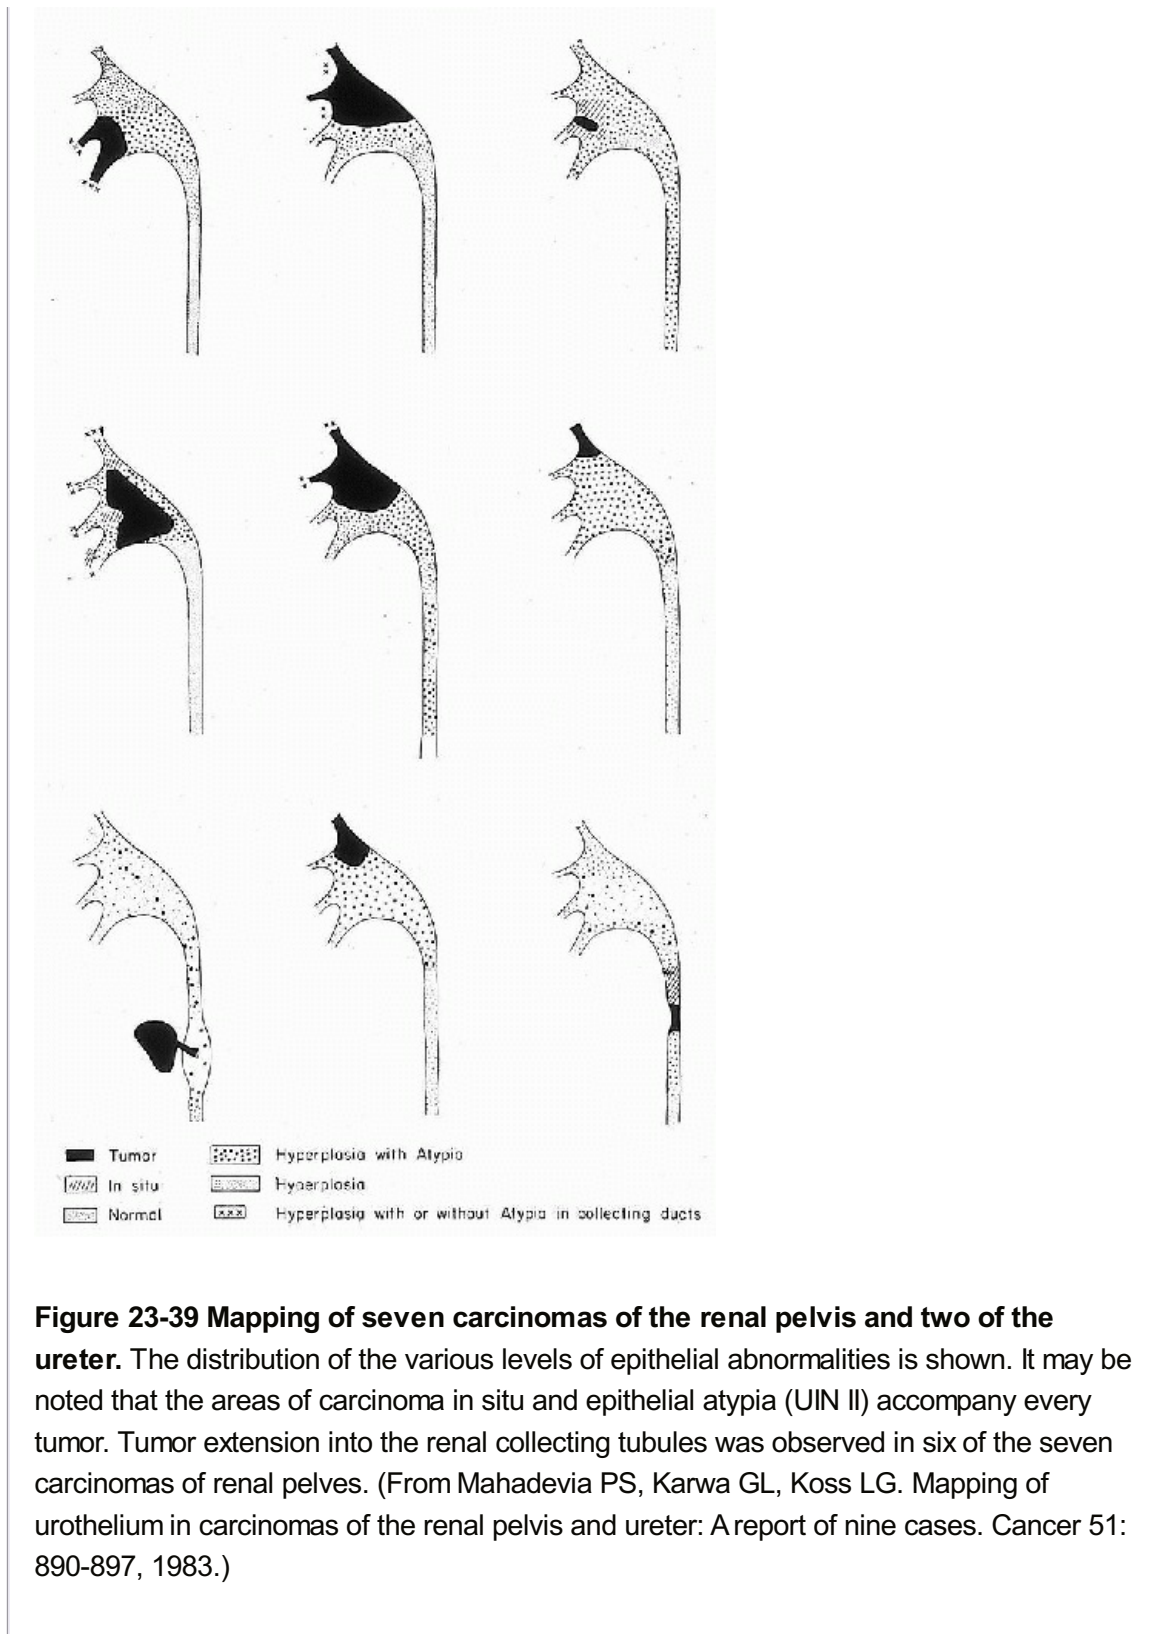 Tumor
Hyperplasia with Atypia
In situ
Hyperplasia
Normal
Hyperplasia with or without Atypia in collecting ducts
Figure 23-39 Mapping of seven carcinomas of the renal pelvis and two of the
ureter. The distribution of the various levels of epithelial abnormalities is shown. It may be
noted that the areas of carcinoma in situ and epithelial atypia (UIN II) accompany every
tumor. Tumor extension into the renal collecting tubules was observed in six of the seven
carcinomas of renal pelves. (From Mahadevia PS, Karwa GL, Koss LG. Mapping of
urothelium in carcinomas of the renal pelvis and ureter: A report of nine cases. Cancer 51:
890-897, 1983.)